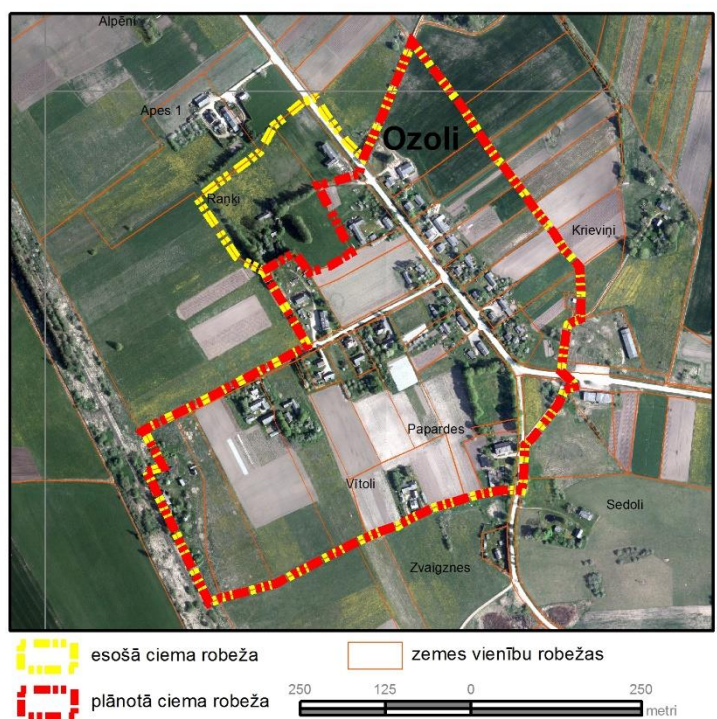 Alpēni
Apes 1
Ozoli
Raņķi
Krieviņi
Papardes
Vītoli
Sedoli
Zvaigznes
esošā ciema robeža
zemes vienību robežas
plānotā ciema robeža
250 125 0 250
metri